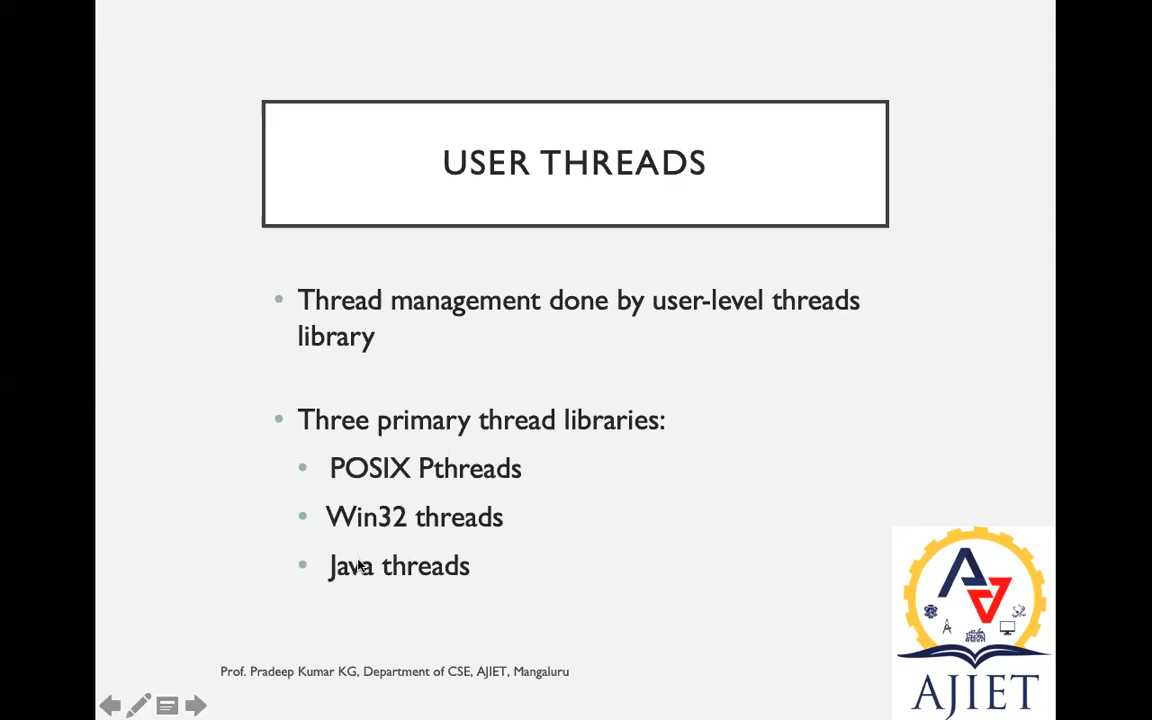 USER THREADS
Thread management done by user-level threads
library
Three primary thread libraries:
POSIX Pthreads
Win32 threads
Java threads
Prof. Pradeep Kumar KG, Department of CSE, AJIET, Mangaluru
AJIET